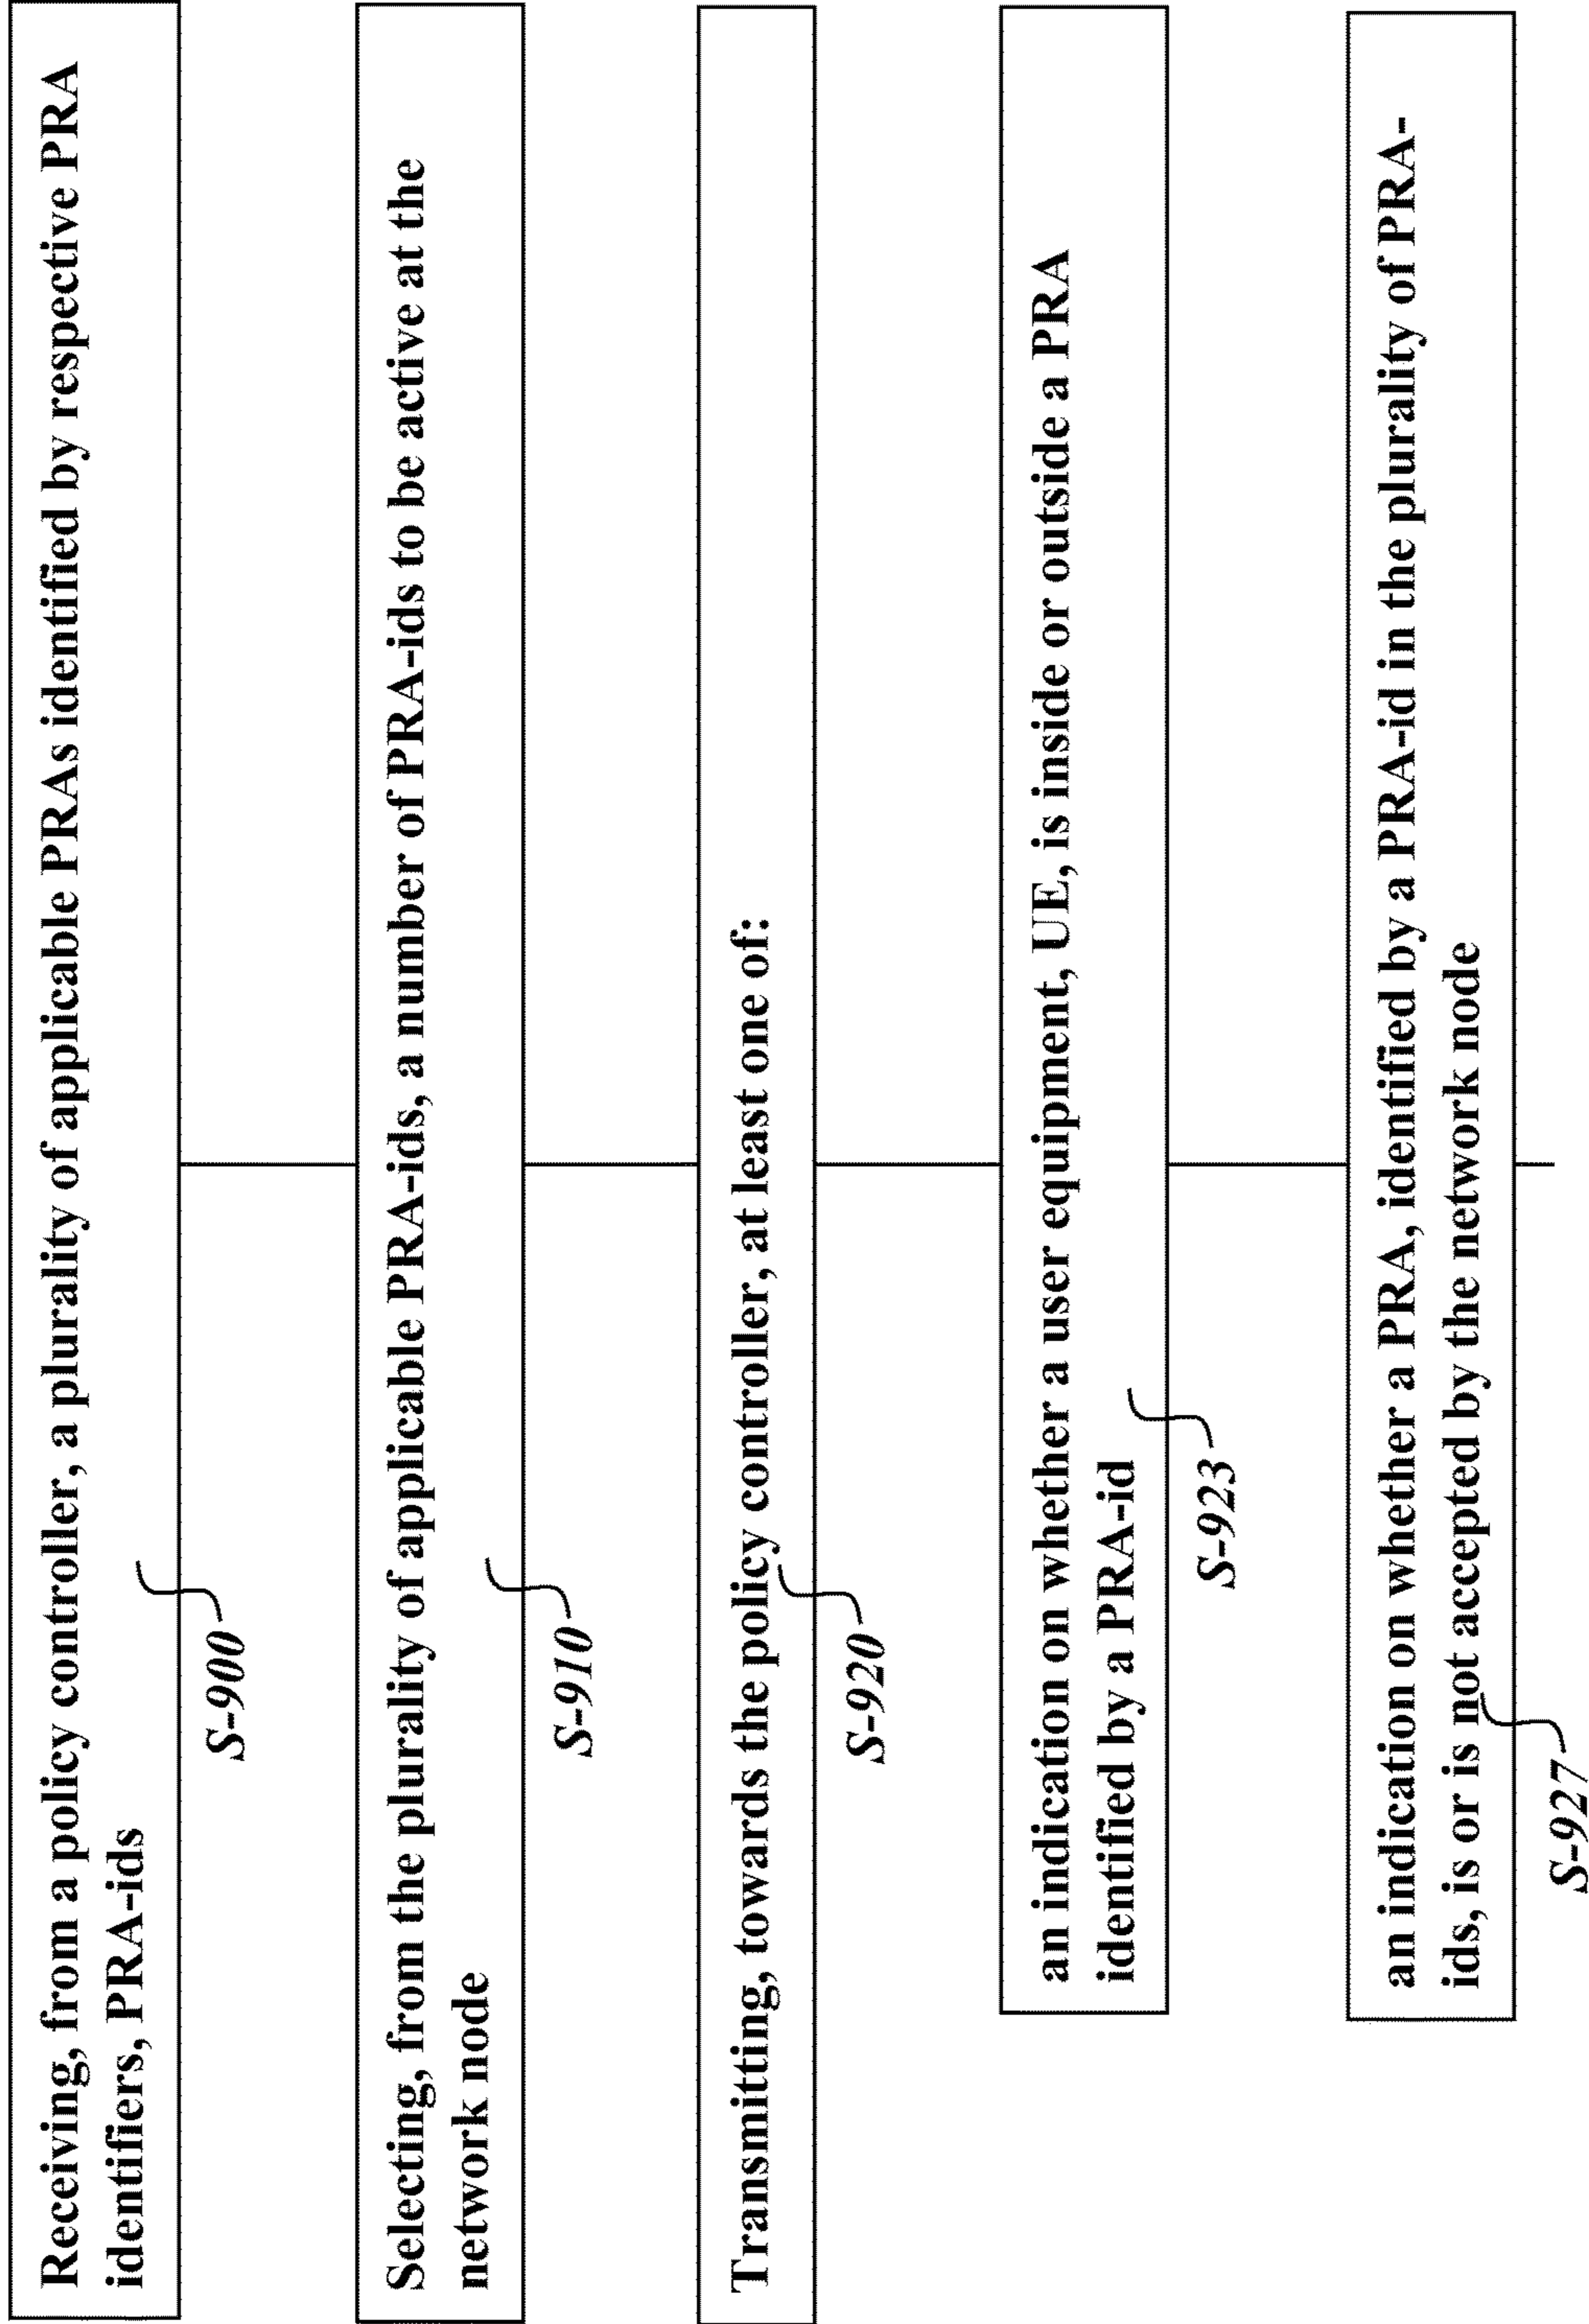 Receiving, from a policy controller, a plurality of applicable PRAs identified by respective PRA
identifiers, PRA-ids
S-900
Selecting, from the plurality of applicable PRA-ids, a number of PRA-ids to be active at the
network node
S-910
Transmitting, towards the policy controller, at least one of:
S-920
an indication on whether a user equipment, UE, is inside or outside a PRA
identified by a PRA-id
S-923
an indication on whether a PRA, identified by a PRA-id in the plurality of PRA-
ids, is or is not accepted by the network node
S-927